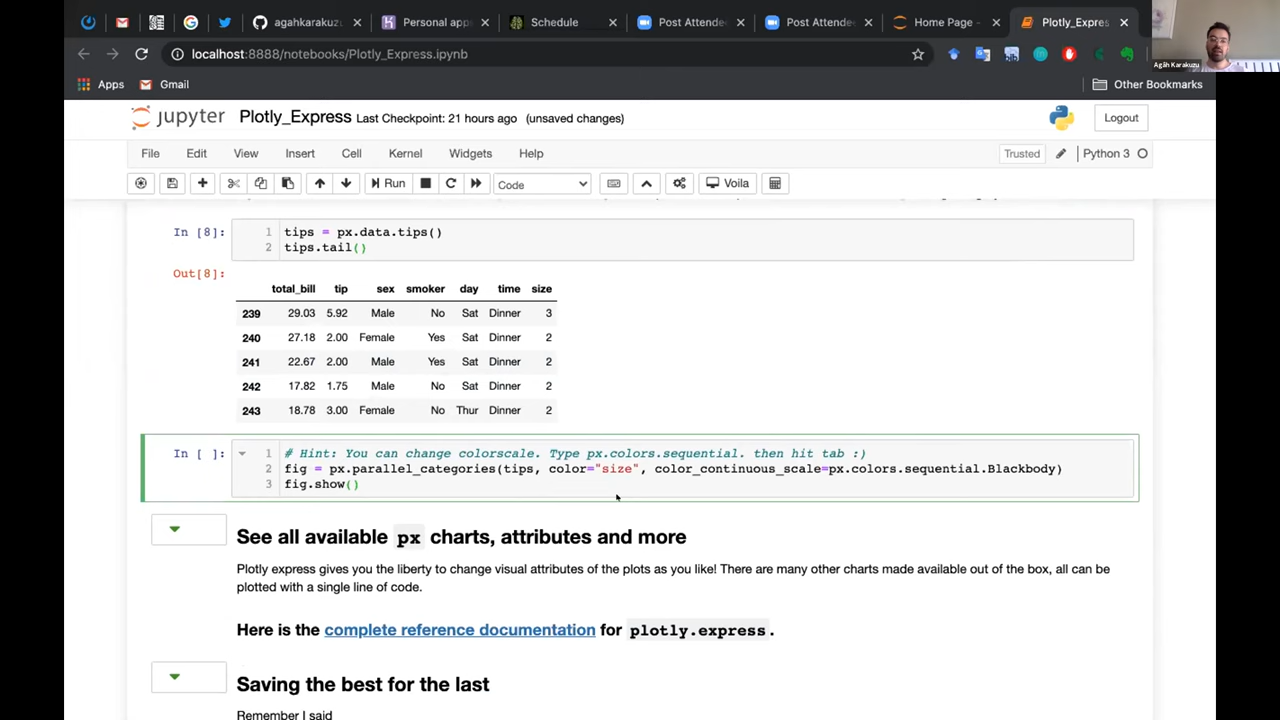 agahkarakuzu
Personal apps
Schedule
Post Attende
Post Attende
Home Page -
Plotly_Expres
localhost:8888/notebooks/Plotly_Express.ipynb
Agâh Karakuzu
Apps
Gmail
Other Bookmarks
jupyter Plotly_Express Last Checkpoint: 21 hours ago (unsaved changes)
Logout
File Edit View Insert Cell Kernel Widgets Help
Trusted
Python 3
Run
Code
Voila
In [8]:
1 tips = px.data.tips()
2 tips.tail()
Out[8]:
total_bill tip sex smoker day time size
239 29.03 5.92 Male No Sat Dinner 3
240 27.18 2.00 Female Yes Sat Dinner 2
241 22.67 2.00 Male Yes Sat Dinner 2
242 17.82 1.75 Male No Sat Dinner 2
243 18.78 3.00 Female No Thur Dinner 2
In [ ]:
1 # Hint: You can change colorscale. Type px.colors.sequential. then hit tab :)
2 fig = px.parallel_categories(tips, color="size", color_continuous_scale=px.colors.sequential.Blackbody)
3 fig.show()
See all available px charts, attributes and more
Plotly express gives you the liberty to change visual attributes of the plots as you like! There are many other charts made available out of the box, all can be
plotted with a single line of code.
Here is the complete reference documentation for plotly.express.
Saving the best for the last
Remember I said